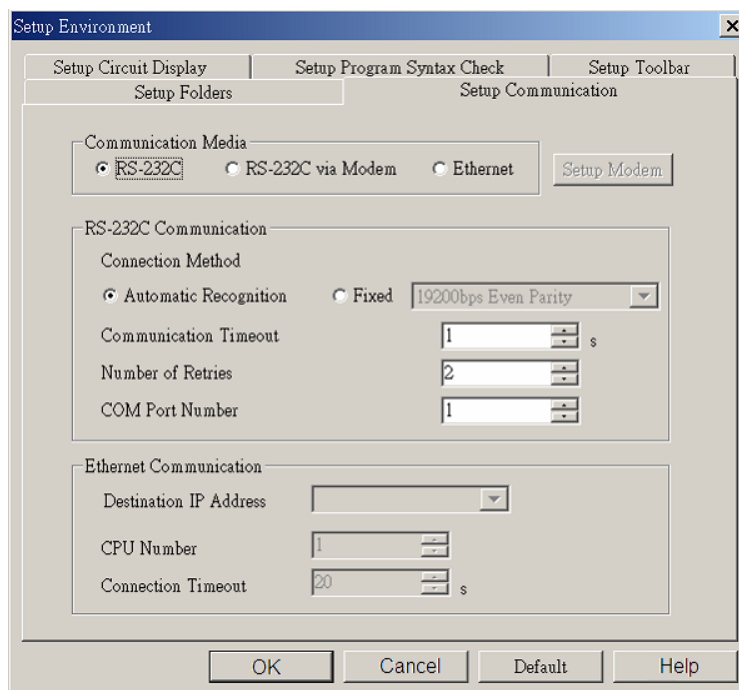 Setup Environment
Setup Circuit Display
Setup Program Syntax Check
Setup Toolbar
Setup Folders
Setup Communication
Communication Media
RS-232C
RS-232C via Modem
Ethernet
Setup Modem
RS-232C Communication
Connection Method
Automatic Recognition
Fixed
19200bps Even Parity
Communication Timeout
1
s
Number of Retries
2
COM Port Number
1
Ethernet Communication
Destination IP Address
CPU Number
1
Connection Timeout
20
s
OK
Cancel
Default
Help